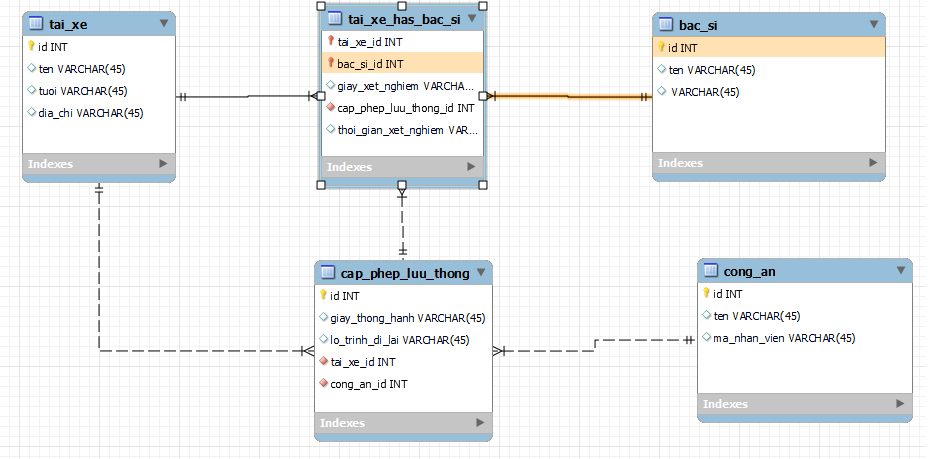 tai_xe
id INT
ten VARCHAR(45)
tuoi VARCHAR(45)
dia_chi VARCHAR(45)
Indexes
tai_xe_has_bac_si
tai_xe_id INT
bac_si_id INT
giay_xet_nghiem VARCHA...
cap_phep_luu_thong_id INT
thoi_gian_xet_nghiem VAR...
Indexes
bac_si
id INT
ten VARCHAR(45)
VARCHAR(45)
Indexes
cap_phep_luu_thong
id INT
giay_thong_hanh VARCHAR(45)
lo_trinh_di_lai VARCHAR(45)
tai_xe_id INT
cong_an_id INT
Indexes
cong_an
id INT
ten VARCHAR(45)
ma_nhan_vien VARCHAR(45)
Indexes